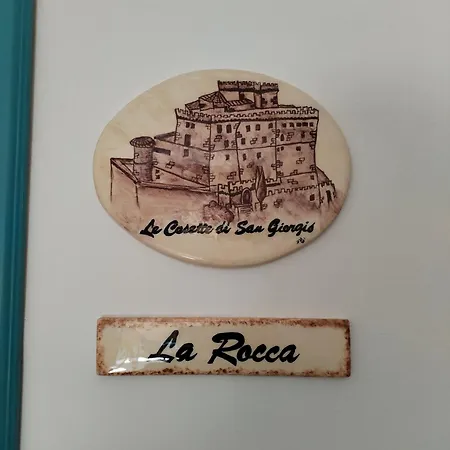 Le Casette di San Giorgio
La Rocca